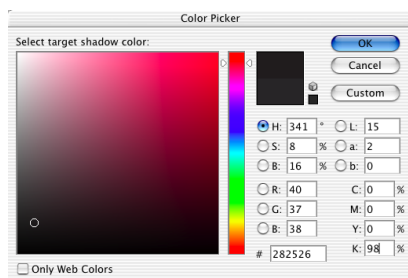 Color Picker
Select target shadow color:
OK
Cancel
Custom
H: 341 ° L: 15
S: 8 % a: 2
B: 16 % b: 0
R: 40 C: 0 %
G: 37 M: 0 %
B: 38 Y: 0 %
# 282526 K: 98 %
Only Web Colors